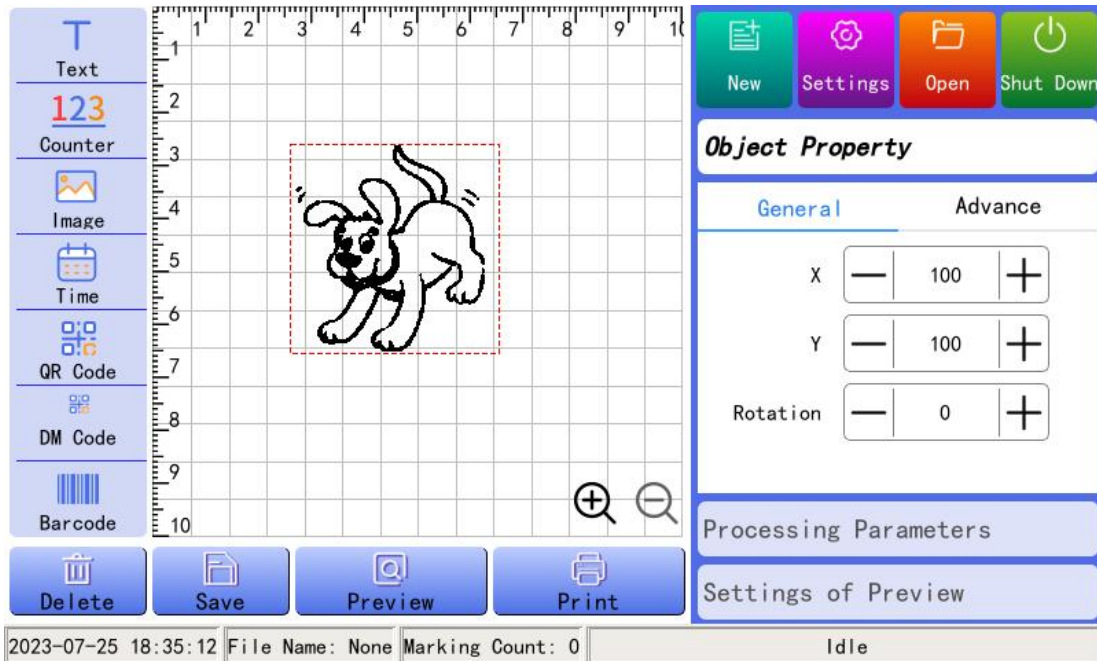 Text
Counter
Image
Time
QR Code
DM Code
Barcode
1 2 3 4 5 6 7 8 9 10
1
2
3
4
5
6
7
8
9
10
123
New Settings Open Shut Down
Object Property
General Advance
X 100
Y 100
Rotation 0
Processing Parameters
Settings of Preview
Delete Save Preview Print
2023-07-25 18:35:12 File Name: None Marking Count: 0 Idle